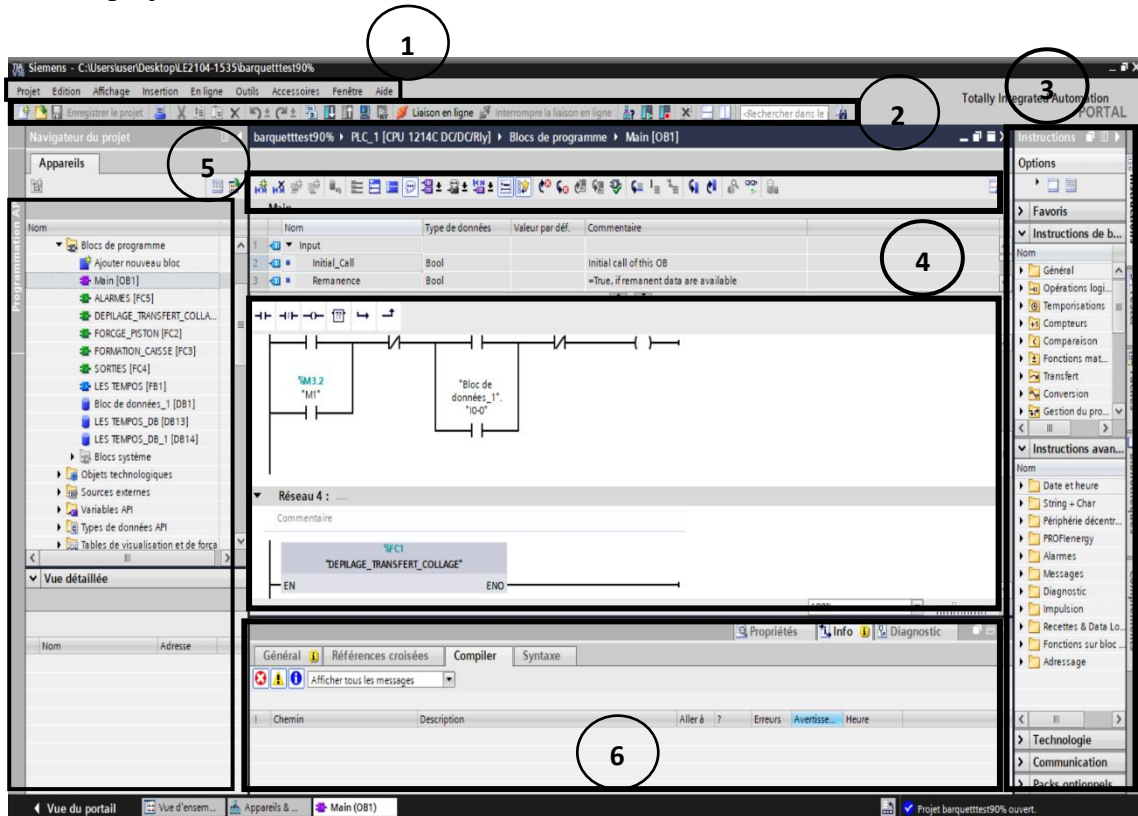 1
Siemens - C:\Users\user\Desktop\LE2104-1535\barquetttest90%
3
Projet Edition Affichage Insertion En ligne Outils Accessoires Fenêtre Aide
Totally Integrated Automation
PORTAL
Enregistrer le projet
Liaison en ligne
Interrompre la liaison en ligne
<Rechercher dans le
2
Navigateur du projet
barquetttest90% PLC_1 [CPU 1214C DC/DC/Rly] Blocs de programme Main [OB1]
Instructions
Appareils
5
Options
Main
Favoris
Instructions de b...
Nom
Nom Type de données Valeur par déf. Commentaire
Nom
Blocs de programme
1 Input
4
Général
Ajouter nouveau bloc
2 Initial_Call Bool Initial call of this OB
Opérations logi...
Main [OB1]
3 Remanence Bool =True, if remanent data are available
Temporisations
ALARMES [FC5]
Compteurs
DEPILAGE_TRANSFERT_COLLA...
Comparaison
FORCGE_PISTON [FC2]
Fonctions mat...
FORMATION_CAISSE [FC3]
Transfert
SORTIES [FC4]
%M3.2
"M1"
"Bloc de
données_1".
"I0-0"
Conversion
LES TEMPOS [FB1]
Gestion du pro...
Bloc de données_1 [DB1]
LES TEMPOS_DB [DB13]
LES TEMPOS_DB_1 [DB14]
Instructions avan...
Blocs système
Nom
Objets technologiques
Date et heure
Sources externes
Réseau 4 : ....
String + Char
Variables API
Commentaire
Périphérie décentr...
Types de données API
PROFIenergy
Tables de visualisation et de força
%FC1
"DEPILAGE_TRANSFERT_COLLAGE"
EN ENO
Alarmes
Vue détaillée
Messages
Diagnostic
Impulsion
Propriétés Info Diagnostic
Recettes & Data Lo...
Nom Adresse
Général Références croisées Compiler Syntaxe
Fonctions sur bloc ...
Afficher tous les messages
Adressage
! Chemin Description Aller à ? Erreurs Avertisse... Heure
6
Technologie
Communication
Packs optionnels
Vue du portail Vue d'ensem... Appareils & ... Main (OB1)
Projet barquetttest90% ouvert.